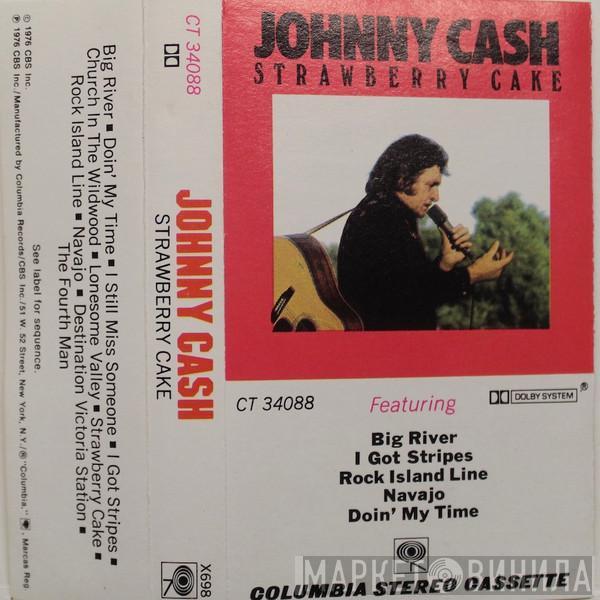 © 1976 CBS Inc.
℗ 1976 CBS Inc./Manufactured by Columbia Records/CBS Inc./51 W. 52 Street, New York, N.Y./® "Columbia," Marcas Reg.
See label for sequence.
Big River ■ Doin' My Time ■ I Still Miss Someone ■ I Got Stripes ■
Church In The Wildwood ■ Lonesome Valley ■ Strawberry Cake ■
Rock Island Line ■ Navajo ■ Destination Victoria Station ■
The Fourth Man
CT 34088
JOHNNY CASH
STRAWBERRY CAKE
X698
JOHNNY CASH
STRAWBERRY CAKE
CT 34088
Featuring
DOLBY SYSTEM ®
Big River
I Got Stripes
Rock Island Line
Navajo
Doin' My Time
COLUMBIA STEREO CASSETTE
МАРКЕТ ВИНИЛА